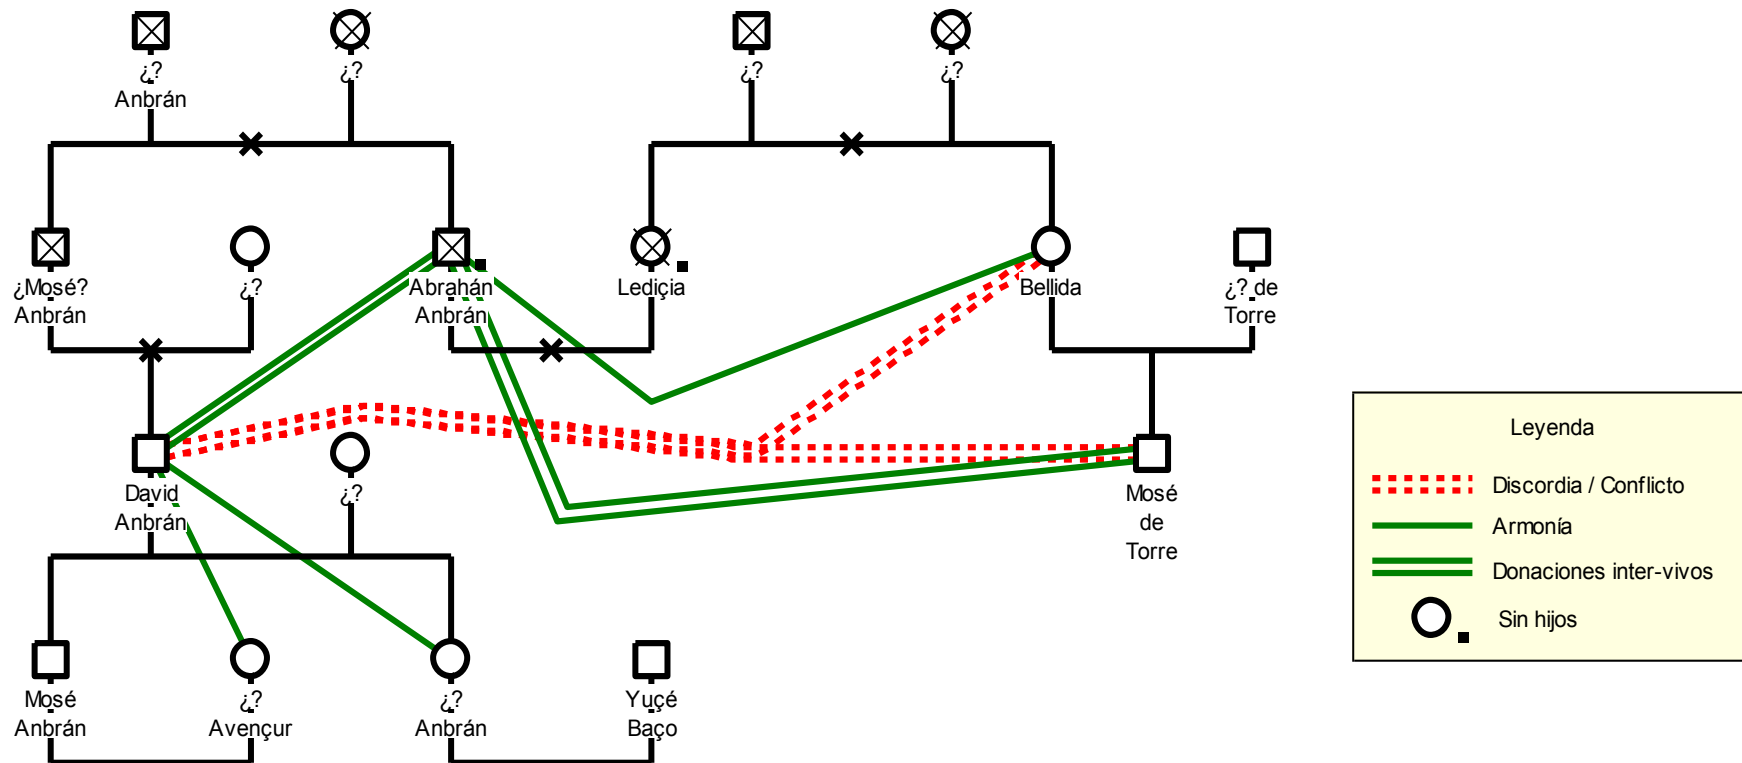 ¿?
Anbrán
¿?
¿?
¿?
¿Mosé?
Anbrán
¿?
Abrahán
Anbrán
Lediçia
Bellida
¿? de
Torre
David
Anbrán
¿?
Mosé
de
Torre
Mosé
Anbrán
¿?
Avençur
¿?
Anbrán
Yuçé
Baço
Leyenda
Discordia / Conflicto
Armonía
Donaciones inter-vivos
Sin hijos